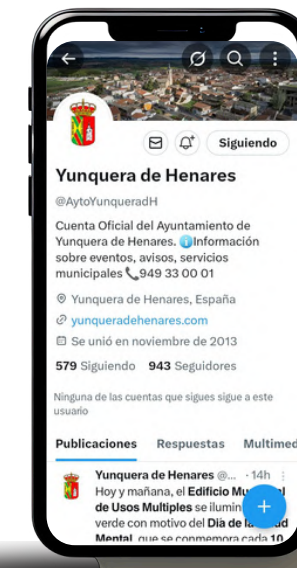 Siguiendo
Yunquera de Henares
@AytoYunqueradH
Cuenta Oficial del Ayuntamiento de
Yunquera de Henares. Información
sobre eventos, avisos, servicios
municipales 949 33 00 01
Yunquera de Henares, España
yunqueradehenares.com
Se unió en noviembre de 2013
579 Siguiendo 943 Seguidores
Ninguna de las cuentas que sigues sigue a este
usuario
Publicaciones Respuestas Multimed
Yunquera de Henares @... · 14h
Hoy y mañana, el Edificio
de Usos Multiples se
verde con motivo del Día de
Mental, que se conmemora cada 10